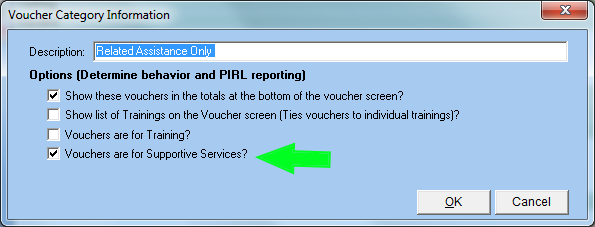 Voucher Category Information
Description: Related Assistance Only
Options (Determine behavior and PIRL reporting)
Show these vouchers in the totals at the bottom of the voucher screen?
Show list of Trainings on the Voucher screen (Ties vouchers to individual trainings)?
Vouchers are for Training?
Vouchers are for Supportive Services?
OK Cancel